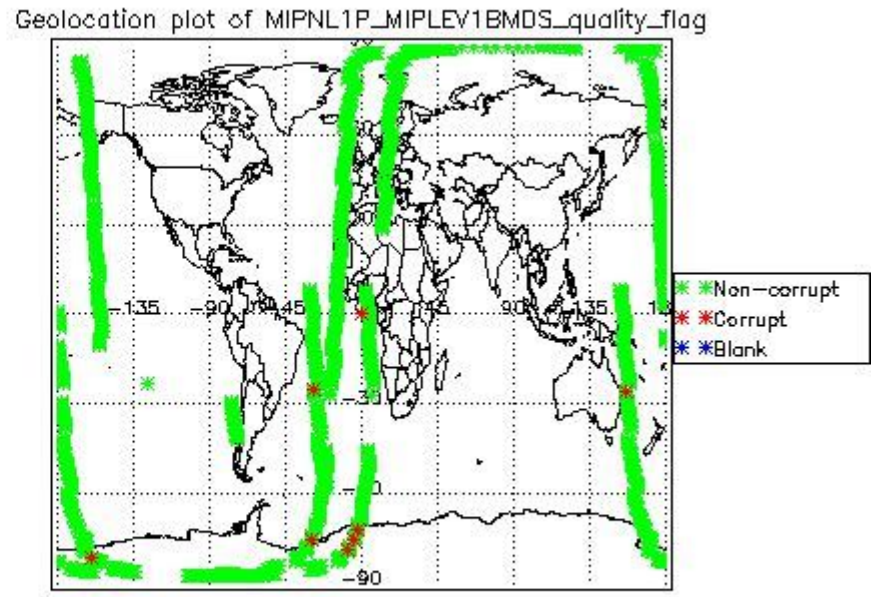 Geolocation plot of MIPNL1P_MIPLEV1BMDS_quality_flag
-135
-90
-45
45
90
135
-30
-90
Non-corrupt
Corrupt
Blank